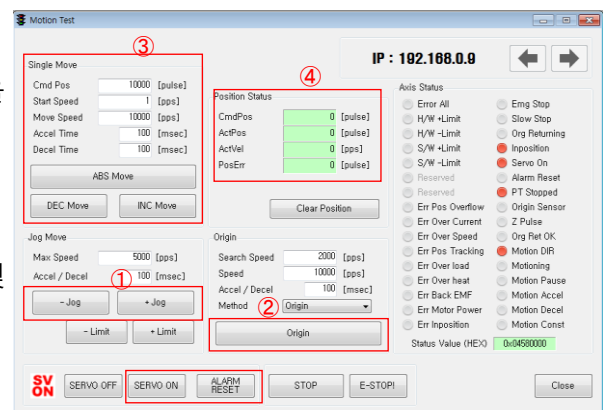 Motion Test
③
Single Move
Cmd Pos 10000 [pulse]
Start Speed 1 [pps]
Move Speed 10000 [pps]
Accel Time 100 [msec]
Decel Time 100 [msec]
ABS Move
DEC Move INC Move
IP : 192.168.0.9
④
Position Status
CmdPos 0 [pulse]
ActPos 0 [pulse]
ActVel 0 [pps]
PosErr 0 [pulse]
Clear Position
Jog Move
Max Speed 5000 [pps]
Accel / Decel 100 [msec]
①
- Jog + Jog
- Limit + Limit
Origin
Search Speed 2000 [pps]
Speed 10000 [pps]
Accel / Decel 100 [msec]
Method Origin
②
Origin
Axis Status
Error All Emg Stop
H/W +Limit Slow Stop
H/W -Limit Org Returning
S/W +Limit Inposition
S/W -Limit Servo On
Reserved Alarm Reset
Reserved PT Stopped
Err Pos Overflow Origin Sensor
Err Over Current Z Pulse
Err Over Speed Org Ret OK
Err Pos Tracking Motion DIR
Err Over load Motioning
Err Over heat Motion Pause
Err Back EMF Motion Accel
Err Motor Power Motion Decel
Err Inposition Motion Const
Status Value (HEX) 0x04580000
SV ON
SERVO OFF SERVO ON ALARM RESET STOP E-STOP! Close